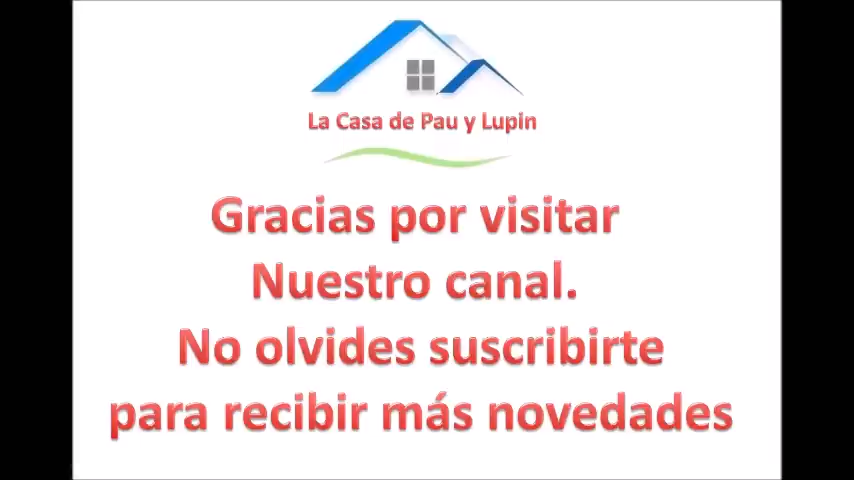 La Casa de Pau y Lupin
Gracias por visitar
Nuestro canal.
No olvides suscribirte
para recibir más novedades